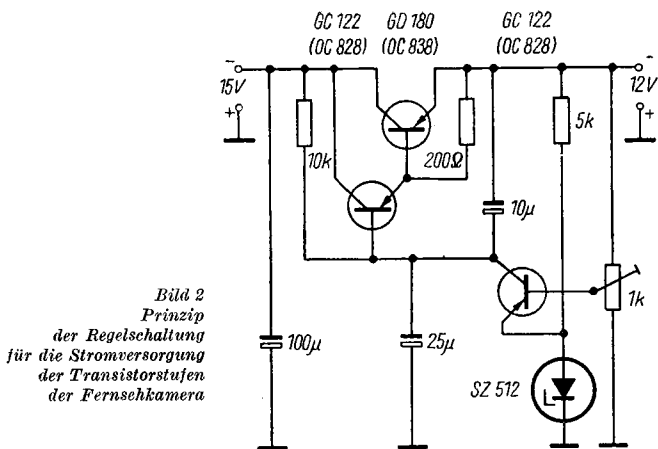 GC 122 GD 180 GC 122
(OC 828) (OC 838) (OC 828)
- -
15V 12V
+ +
10k 200Ω 5k
10µ
1k
100µ 25µ
SZ 512
Bild 2
Prinzip
der Regelschaltung
für die Stromversorgung
der Transistorstufen
der Fernsehkamera